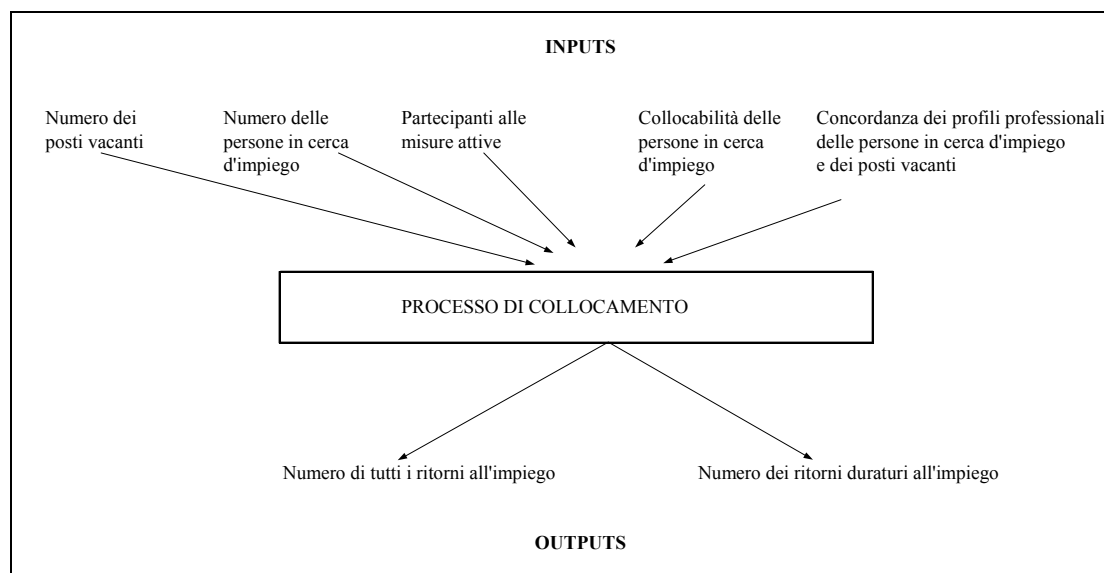 INPUTS
Numero dei
posti vacanti
Numero delle
persone in cerca
d'impiego
Partecipanti alle
misure attive
Collocabilità delle
persone in cerca
d'impiego
Concordanza dei profili professionali
delle persone in cerca d'impiego
e dei posti vacanti
PROCESSO DI COLLOCAMENTO
Numero di tutti i ritorni all'impiego
Numero dei ritorni duraturi all'impiego
OUTPUTS